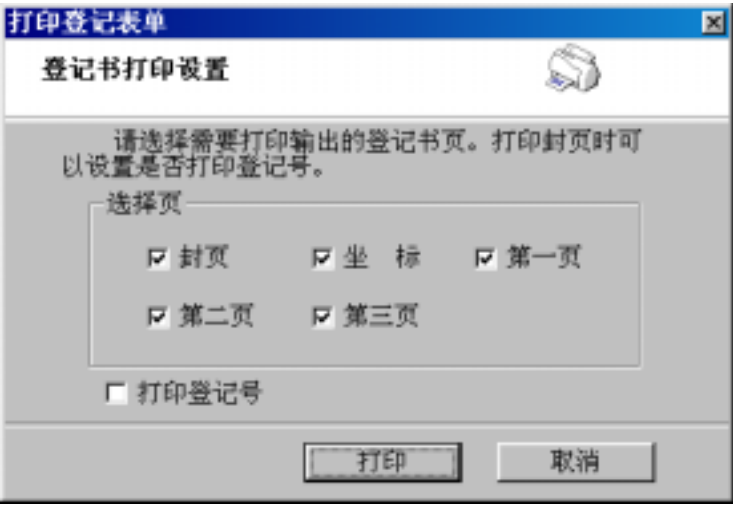 打印登记表单
登记书打印设置
请选择需要打印输出的登记书页。打印封页时可
以设置是否打印登记号。
选择页
封页 坐 标 第一页
第二页 第三页
打印登记号
打印 取消